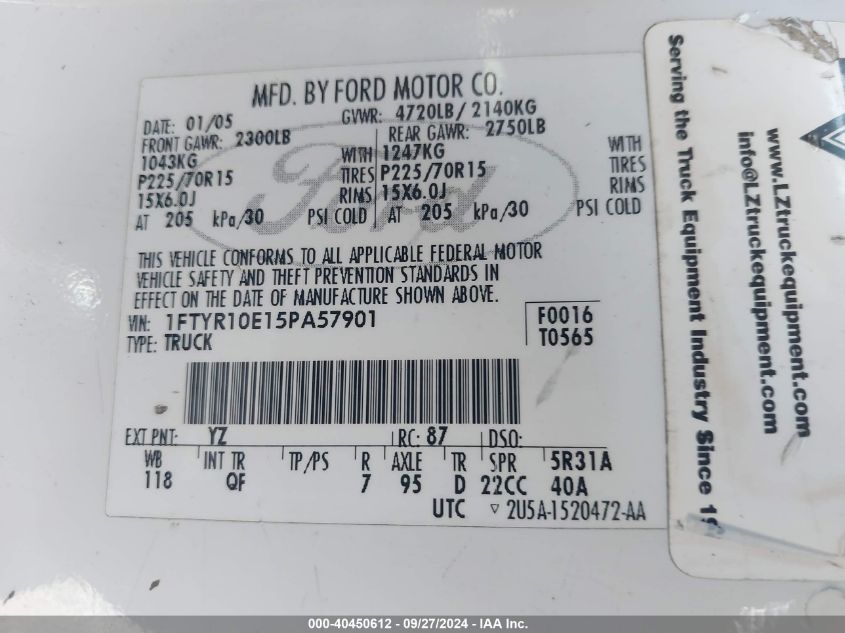 MFD. BY FORD MOTOR CO.
DATE: 01/05 GVWR: 4720LB/ 2140KG
FRONT GAWR: 2300LB REAR GAWR: 2750LB
1043KG WITH 1247KG WITH
P225/70R15 TIRES P225/70R15 TIRES
15X6.0J RIMS 15X6.0J RIMS
AT 205 kPa/30 PSI COLD AT 205 kPa/30 PSI COLD
Ford
THIS VEHICLE CONFORMS TO ALL APPLICABLE FEDERAL MOTOR
VEHICLE SAFETY AND THEFT PREVENTION STANDARDS IN
EFFECT ON THE DATE OF MANUFACTURE SHOWN ABOVE.
VIN: 1FTYR10E15PA57901 F0016
TYPE: TRUCK T0565
EXT PNT: YZ RC: 87 DSO:
WB INT TR TP/PS R AXLE TR SPR 5R31A
118 QF 7 95 D 22CC 40A
UTC ▽ 2U5A-1520472-AA
www.LZtruckequipment.com
info@LZtruckequipment.com
Serving the Truck Equipment Industry Since
000-40450612 - 09/27/2024 - IAA Inc.